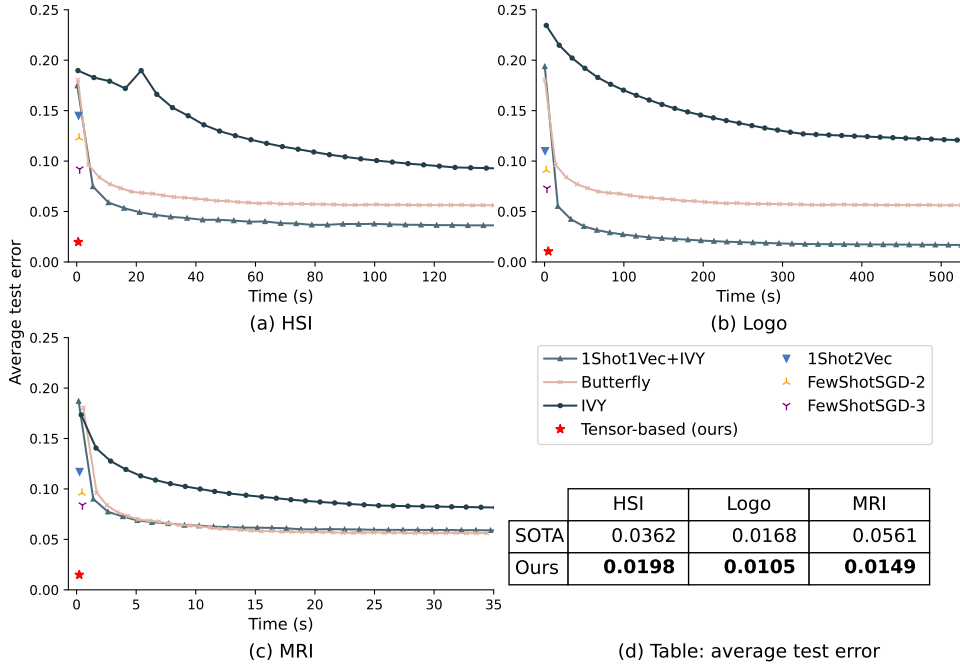 Average test error
0.25
0.20
0.15
0.10
0.05
0.00
0 20 40 60 80 100 120
Time (s)
(a) HSI
0.25
0.20
0.15
0.10
0.05
0.00
0 100 200 300 400 500
Time (s)
(b) Logo
0.25
0.20
0.15
0.10
0.05
0.00
0 5 10 15 20 25 30 35
Time (s)
(c) MRI
1Shot1Vec+IVY
Butterfly
IVY
Tensor-based (ours)
1Shot2Vec
FewShotSGD-2
FewShotSGD-3
HSI Logo MRI
SOTA 0.0362 0.0168 0.0561
Ours 0.0198 0.0105 0.0149
(d) Table: average test error